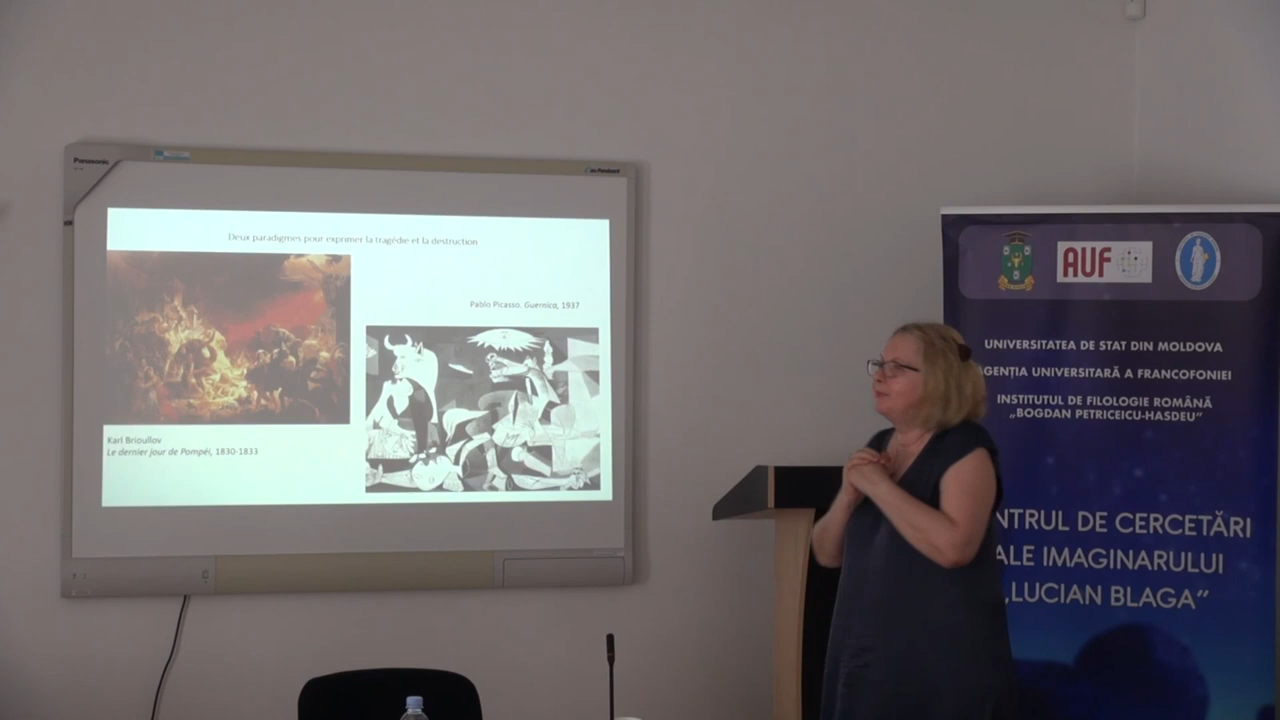 Panasonic
Deux paradigmes pour exprimer la tragédie et la destruction
Pablo Picasso. Guernica, 1937
Karl Brioullov
Le dernier jour de Pompéi, 1830-1833
AUF
UNIVERSITATEA DE STAT DIN MOLDOVA
AGENȚIA UNIVERSITARĂ A FRANCOFONIEI
INSTITUTUL DE FILOLOGIE ROMÂNĂ
„BOGDAN PETRICEICU-HASDEU”
NTRUL DE CERCETĂRI
ALE IMAGINARULUI
„LUCIAN BLAGA”